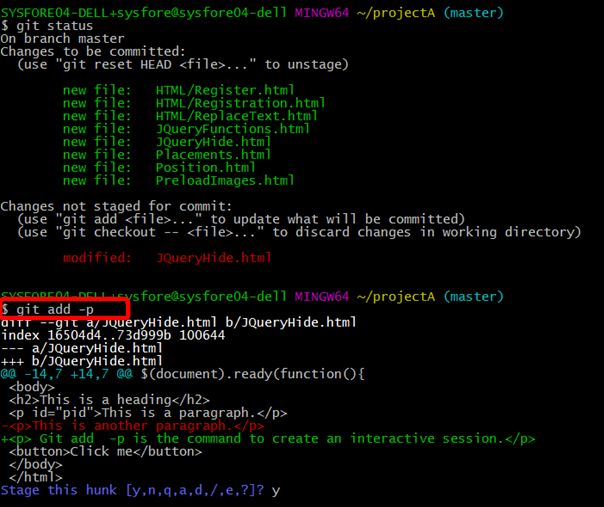 SYSFORE04-DELL+sysfore@sysfore04-dell MINGW64 ~/projectA (master)
$ git status
On branch master
Changes to be committed:
  (use "git reset HEAD <file>..." to unstage)

        new file:   HTML/Register.html
        new file:   HTML/Registration.html
        new file:   HTML/ReplaceText.html
        new file:   JQueryFunctions.html
        new file:   JQueryHide.html
        new file:   Placements.html
        new file:   Position.html
        new file:   PreloadImages.html

Changes not staged for commit:
  (use "git add <file>..." to update what will be committed)
  (use "git checkout -- <file>..." to discard changes in working directory)

        modified:   JQueryHide.html

SYSFORE04-DELL+sysfore@sysfore04-dell MINGW64 ~/projectA (master)
$ git add -p
diff --git a/JQueryHide.html b/JQueryHide.html
index 16504d4..73d999b 100644
--- a/JQueryHide.html
+++ b/JQueryHide.html
@@ -14,7 +14,7 @@ $(document).ready(function(){
 <body>
 <h2>This is a heading</h2>
 <p id="pid">This is a paragraph.</p>
-<p>This is another paragraph.</p>
+<p> Git add  -p is the command to create an interactive session.</p>
 <button>Click me</button>
 </body>
 </html>
Stage this hunk [y,n,q,a,d,/,e,?]? y